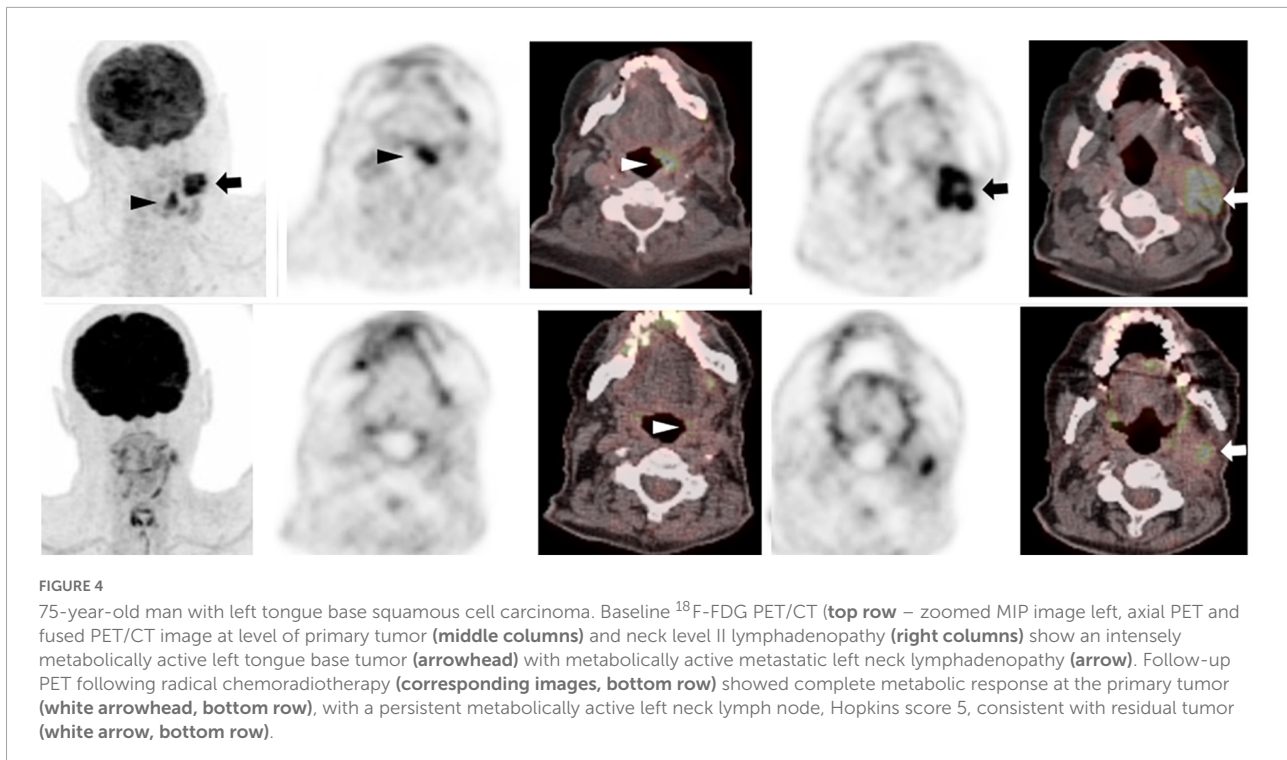 FIGURE 4
75-year-old man with left tongue base squamous cell carcinoma. Baseline ¹⁸F-FDG PET/CT (top row – zoomed MIP image left, axial PET and
fused PET/CT image at level of primary tumor (middle columns) and neck level II lymphadenopathy (right columns) show an intensely
metabolically active left tongue base tumor (arrowhead) with metabolically active metastatic left neck lymphadenopathy (arrow). Follow-up
PET following radical chemoradiotherapy (corresponding images, bottom row) showed complete metabolic response at the primary tumor
(white arrowhead, bottom row), with a persistent metabolically active left neck lymph node, Hopkins score 5, consistent with residual tumor
(white arrow, bottom row).